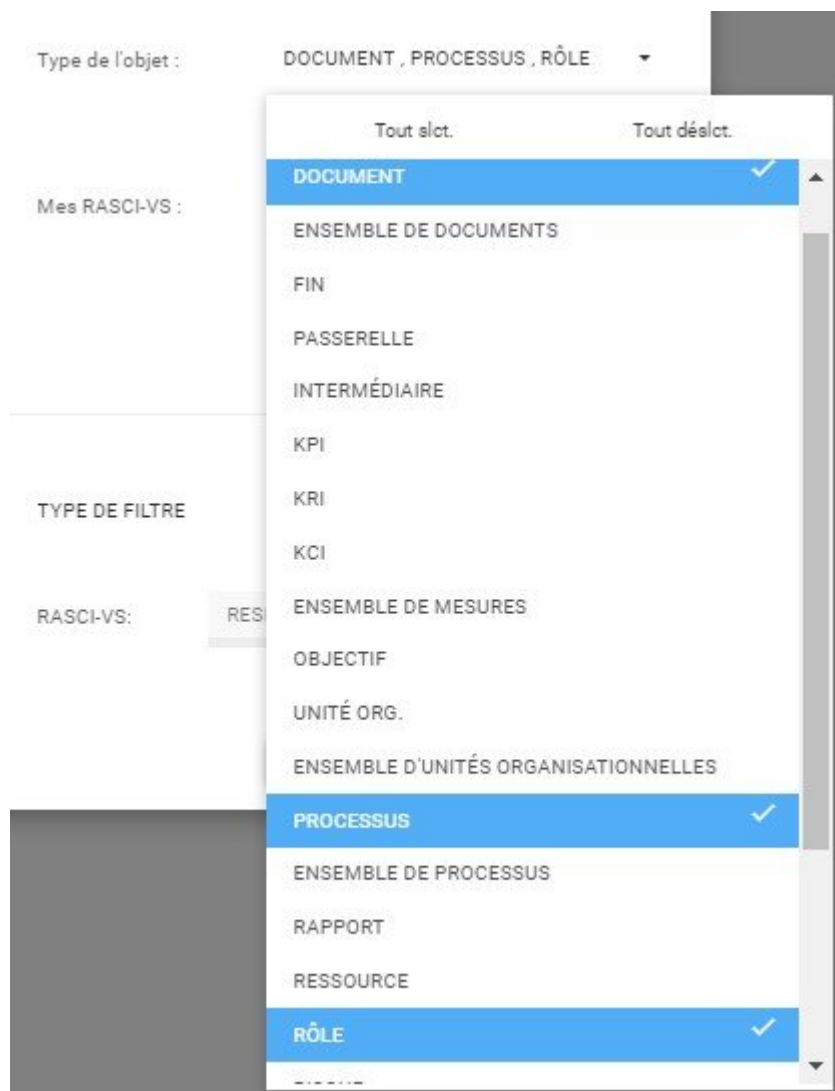 Type de l'objet :
DOCUMENT , PROCESSUS , RÔLE
Tout slct.
Tout déslct.
DOCUMENT
Mes RASCI-VS :
ENSEMBLE DE DOCUMENTS
FIN
PASSERELLE
INTERMÉDIAIRE
KPI
KRI
TYPE DE FILTRE
KCI
ENSEMBLE DE MESURES
RASCI-VS:
RES
OBJECTIF
UNITÉ ORG.
ENSEMBLE D'UNITÉS ORGANISATIONNELLES
PROCESSUS
ENSEMBLE DE PROCESSUS
RAPPORT
RESSOURCE
RÔLE